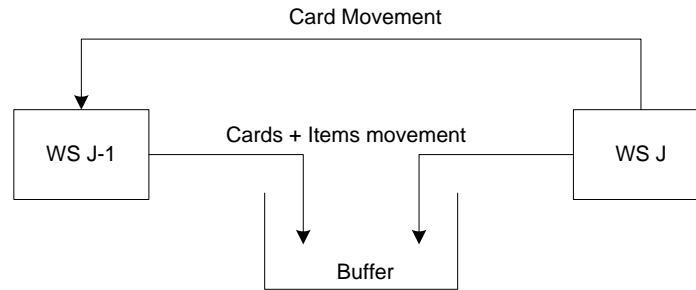 Card Movement
WS J-1
Cards + Items movement
WS J
Buffer